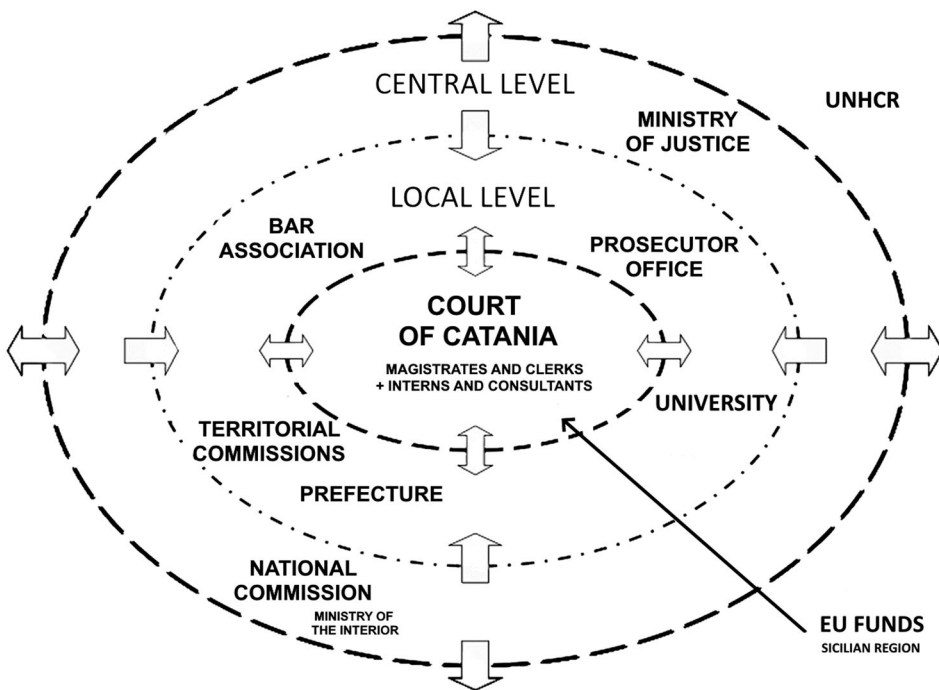 CENTRAL LEVEL
UNHCR
MINISTRY
OF JUSTICE
LOCAL LEVEL
BAR
ASSOCIATION
PROSECUTOR
OFFICE
COURT
OF CATANIA
MAGISTRATES AND CLERKS
+ INTERNS AND CONSULTANTS
UNIVERSITY
TERRITORIAL
COMMISSIONS
PREFECTURE
NATIONAL
COMMISSION
MINISTRY OF
THE INTERIOR
EU FUNDS
SICILIAN REGION